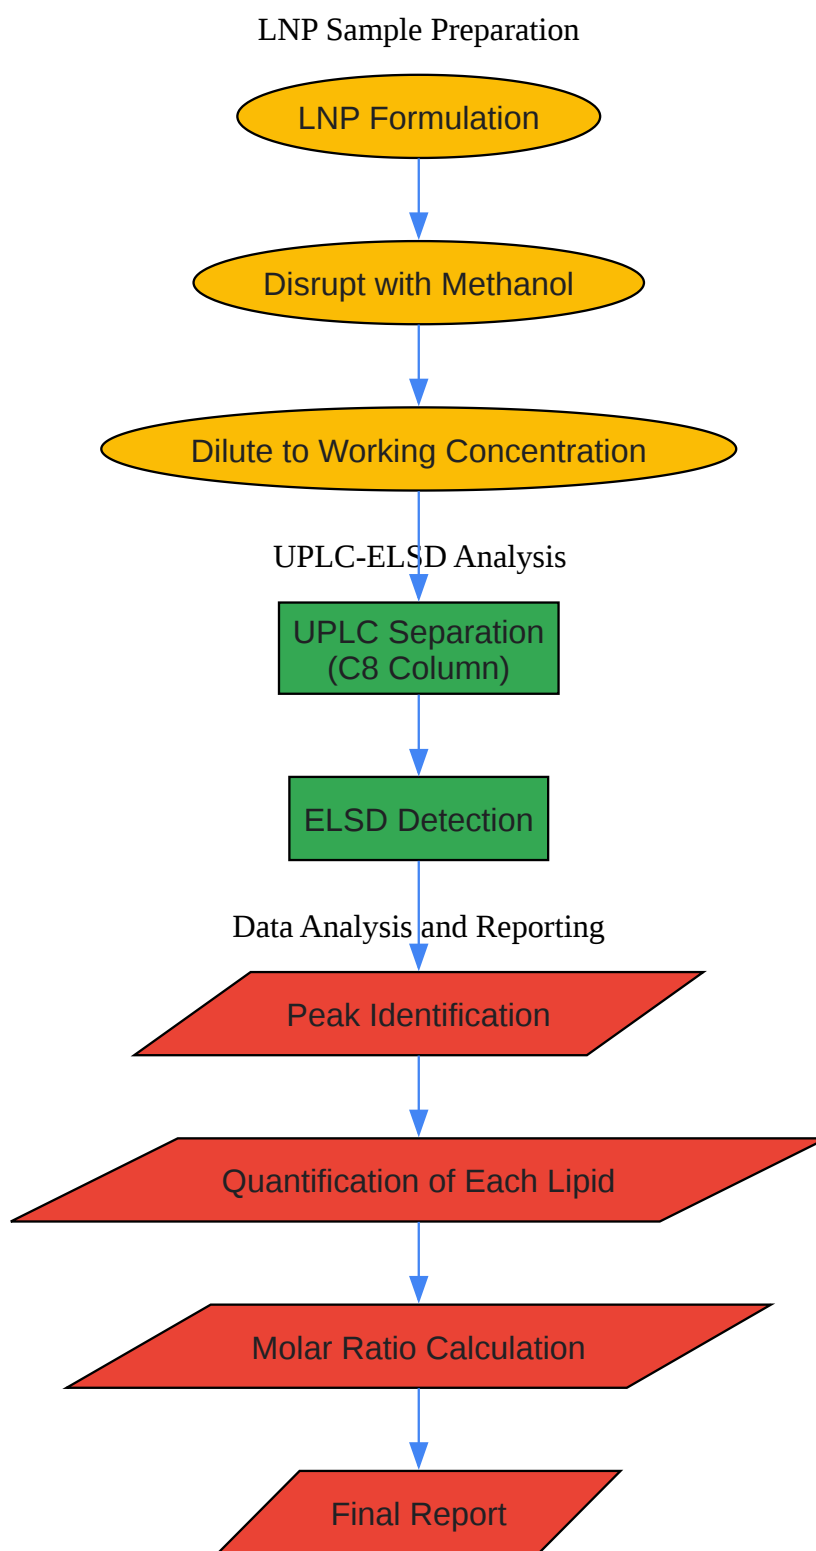 LNP Sample Preparation
LNP Formulation
Disrupt with Methanol
Dilute to Working Concentration
UPLC-ELSD Analysis
UPLC Separation
(C8 Column)
ELSD Detection
Data Analysis and Reporting
Peak Identification
Quantification of Each Lipid
Molar Ratio Calculation
Final Report